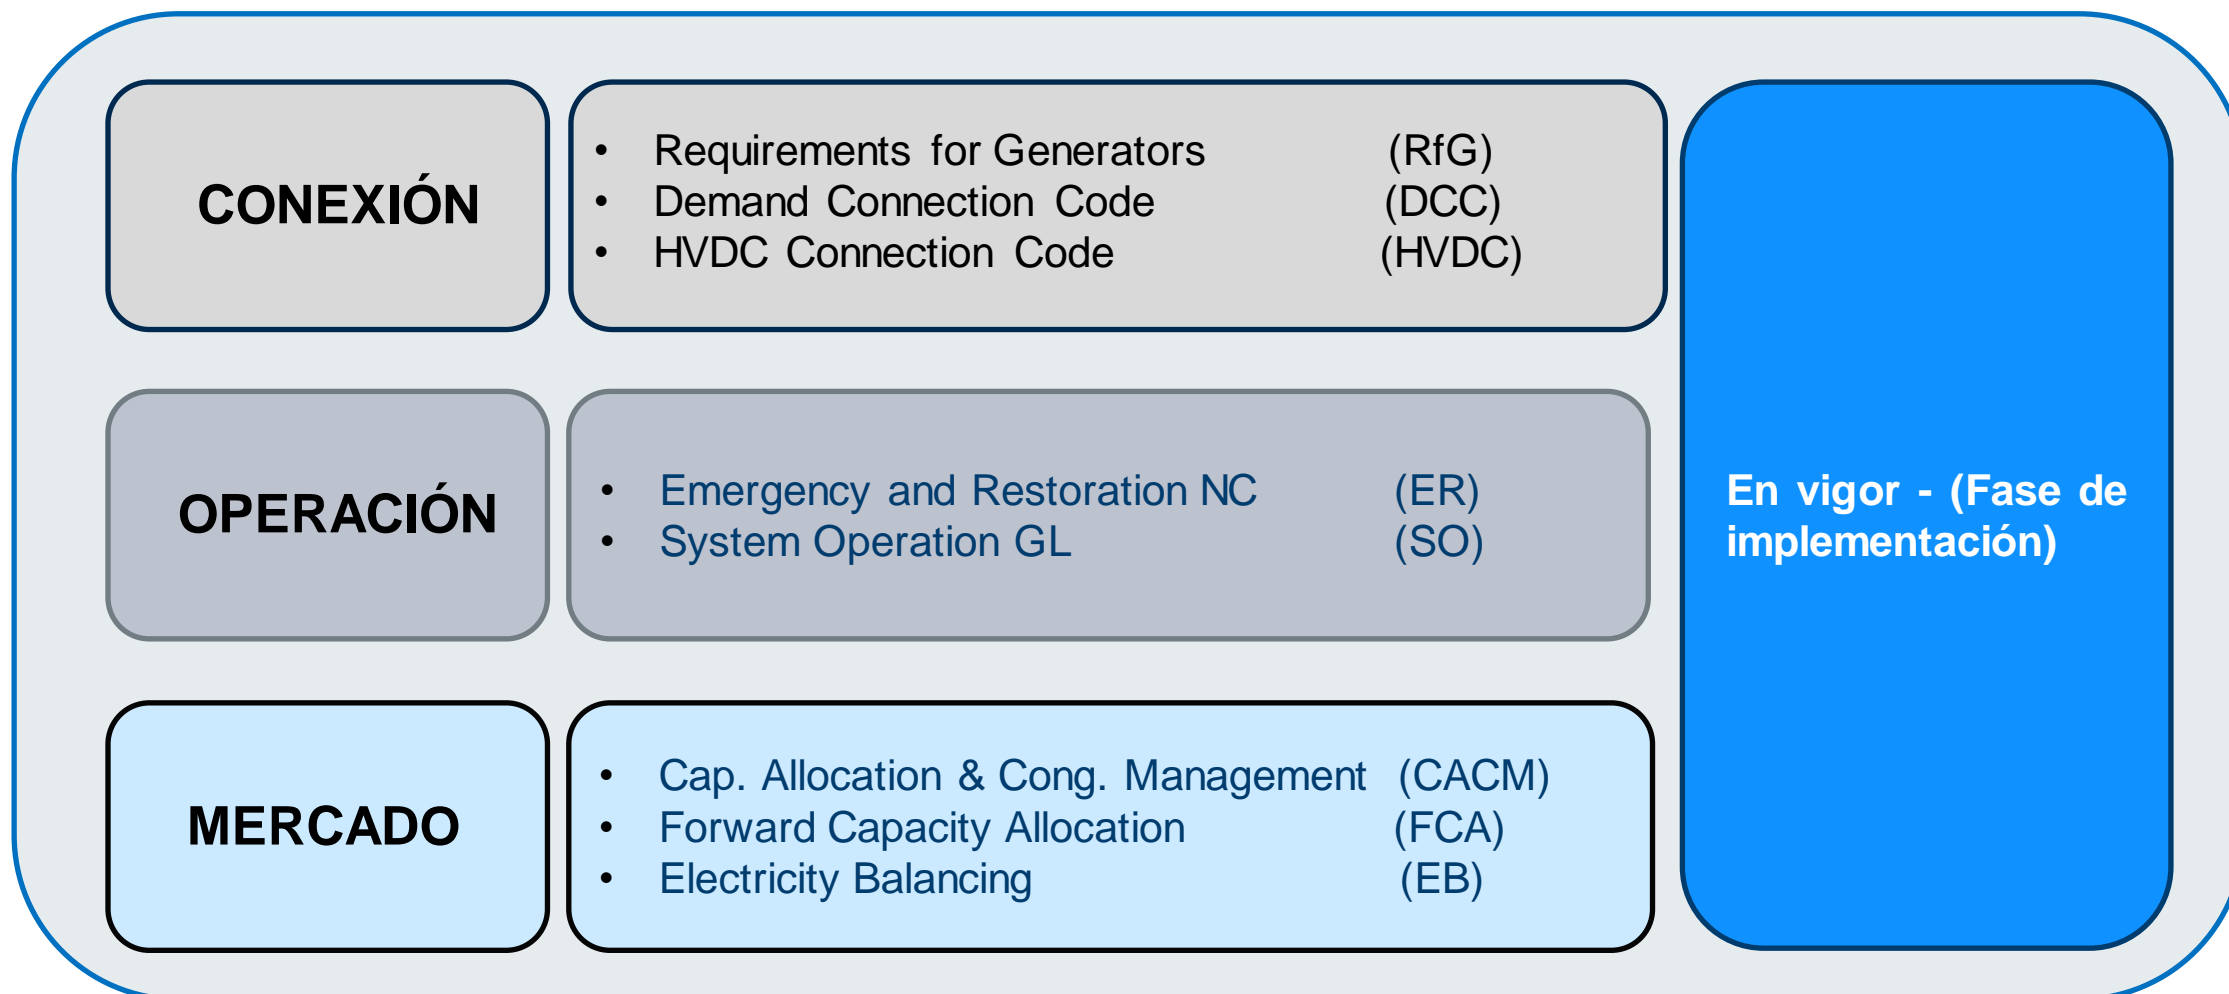 CONEXIÓN
• Requirements for Generators (RfG)
• Demand Connection Code (DCC)
• HVDC Connection Code (HVDC)
OPERACIÓN
• Emergency and Restoration NC (ER)
• System Operation GL (SO)
MERCADO
• Cap. Allocation & Cong. Management (CACM)
• Forward Capacity Allocation (FCA)
• Electricity Balancing (EB)
En vigor - (Fase de
implementación)